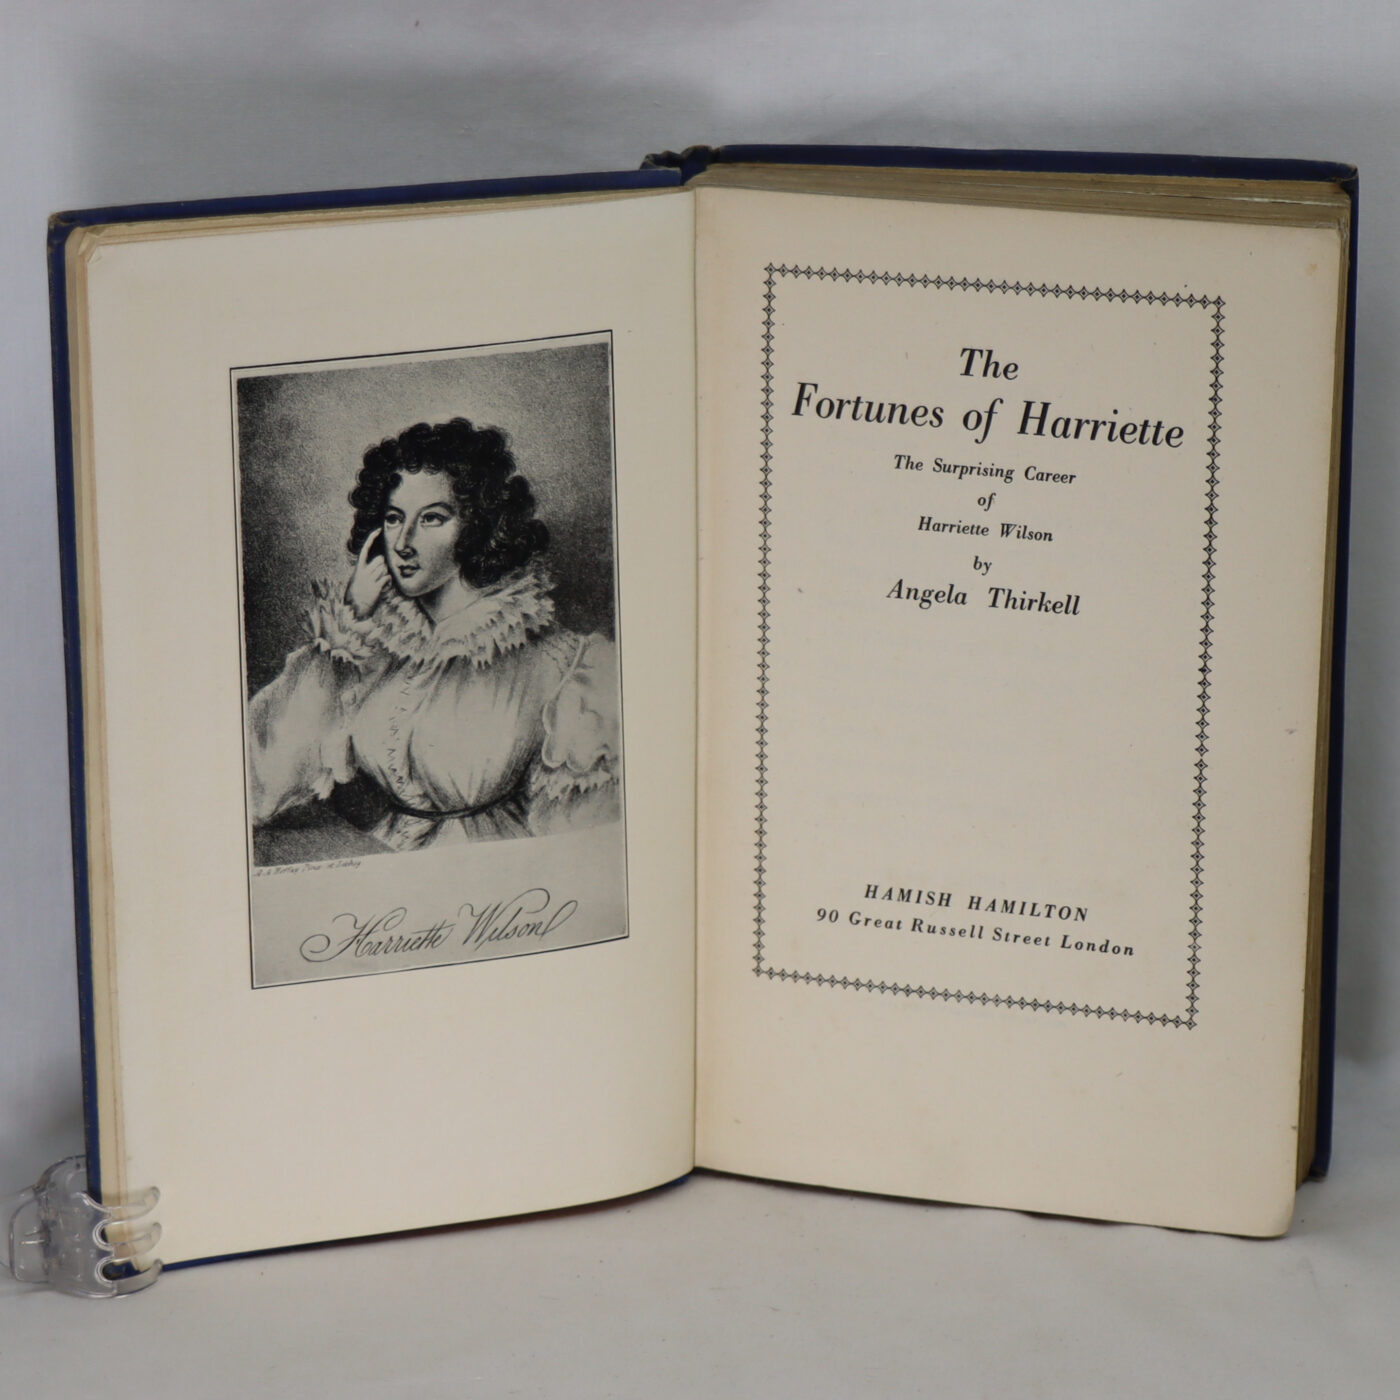 Harriette Wilson
The
Fortunes of Harriette
The Surprising Career
of
Harriette Wilson
by
Angela Thirkell
HAMISH HAMILTON
90 Great Russell Street London